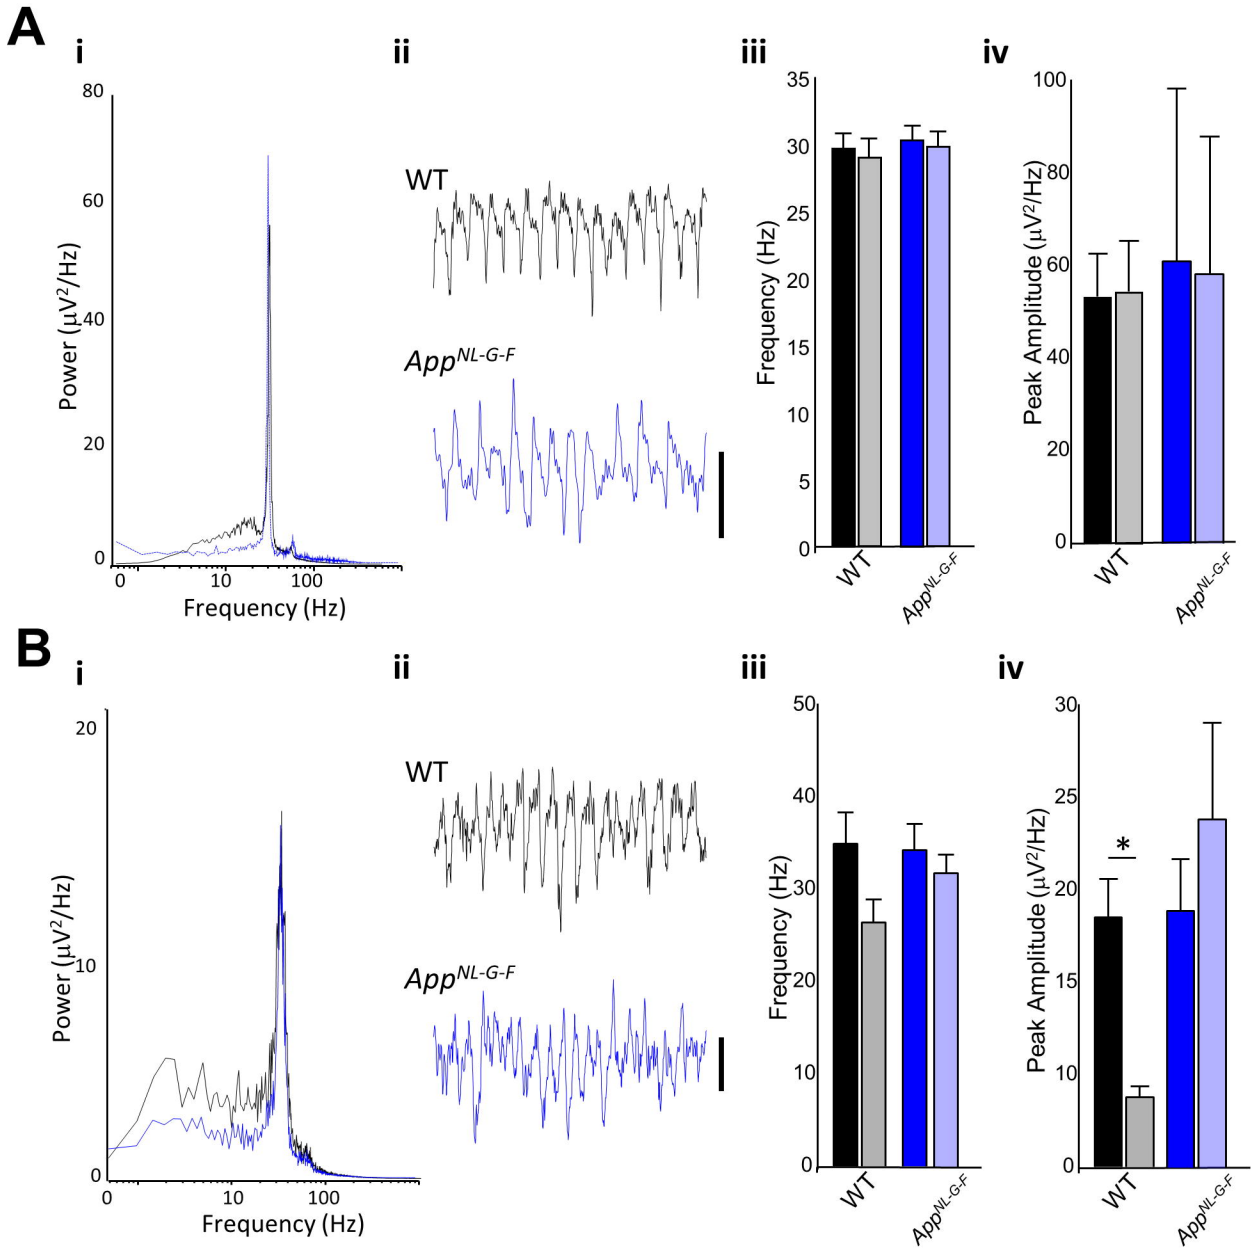 A
i
ii
iii
iv
80
60
40
20
0
Power (µV²/Hz)
0
10
100
Frequency (Hz)
WT
App^NL-G-F
35
30
25
20
15
10
5
0
Frequency (Hz)
WT
App^NL-G-F
100
80
60
40
20
0
Peak Amplitude (µV²/Hz)
WT
App^NL-G-F
B
i
ii
iii
iv
20
10
0
Power (µV²/Hz)
0
10
100
Frequency (Hz)
WT
App^NL-G-F
50
40
30
20
10
0
Frequency (Hz)
WT
App^NL-G-F
30
25
20
15
10
0
Peak Amplitude (µV²/Hz)
*
WT
App^NL-G-F